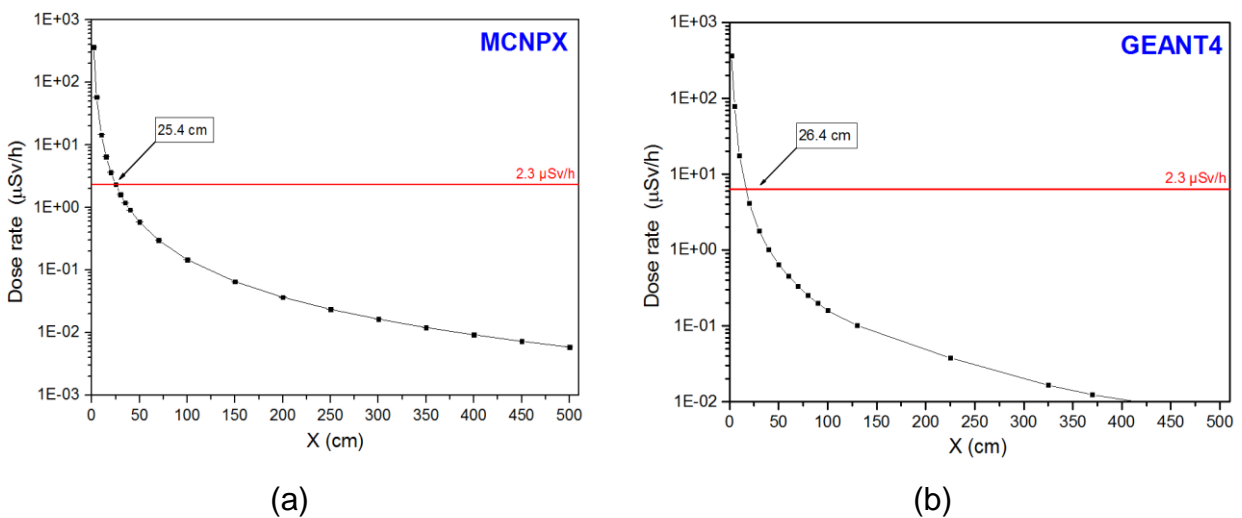 MCNPX
1E+03
1E+02
1E+01
1E+00
1E-01
1E-02
1E-03
Dose rate (µSv/h)
25.4 cm
2.3 µSv/h
0 50 100 150 200 250 300 350 400 450 500
X (cm)
(a)
GEANT4
1E+03
1E+02
1E+01
1E+00
1E-01
1E-02
Dose rate (µSv/h)
26.4 cm
2.3 µSv/h
0 50 100 150 200 250 300 350 400 450 500
X (cm)
(b)